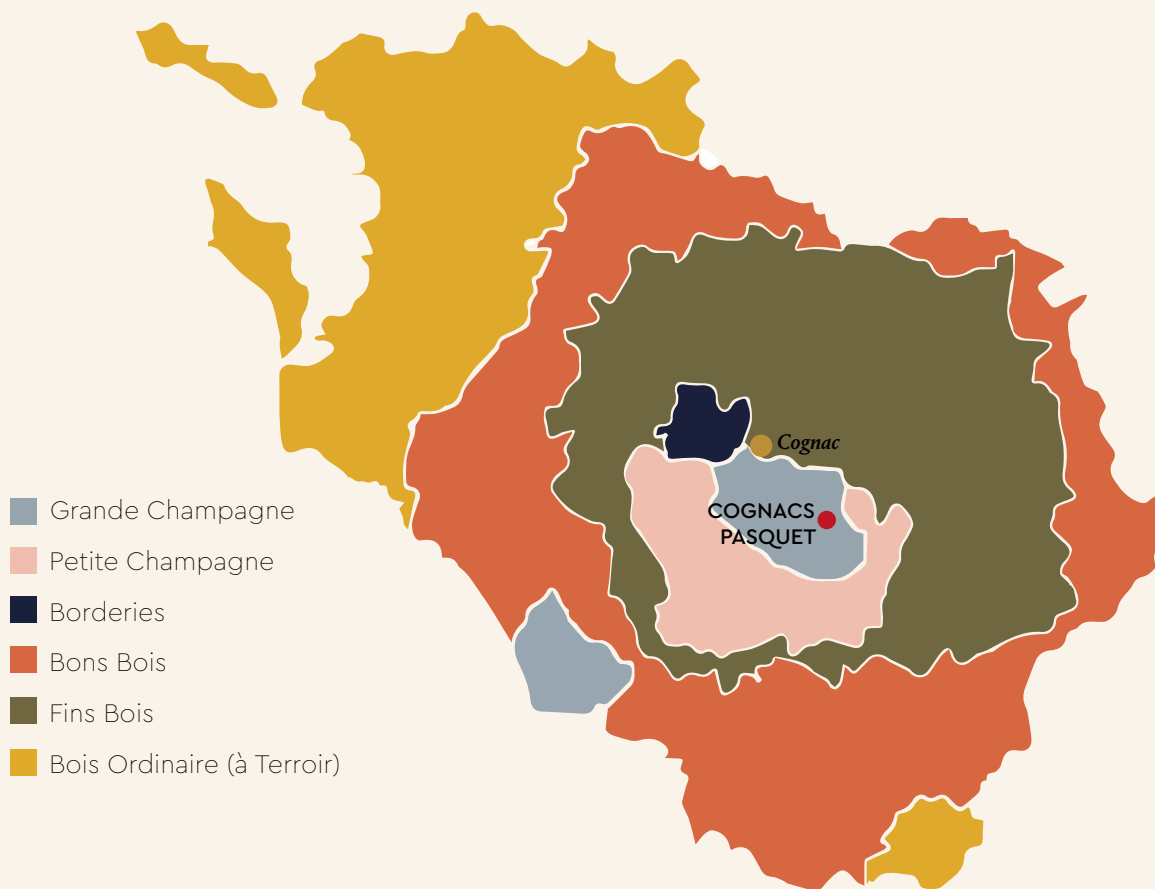 Cognac
COGNACS
PASQUET
Grande Champagne
Petite Champagne
Borderies
Bons Bois
Fins Bois
Bois Ordinaire (à Terroir)